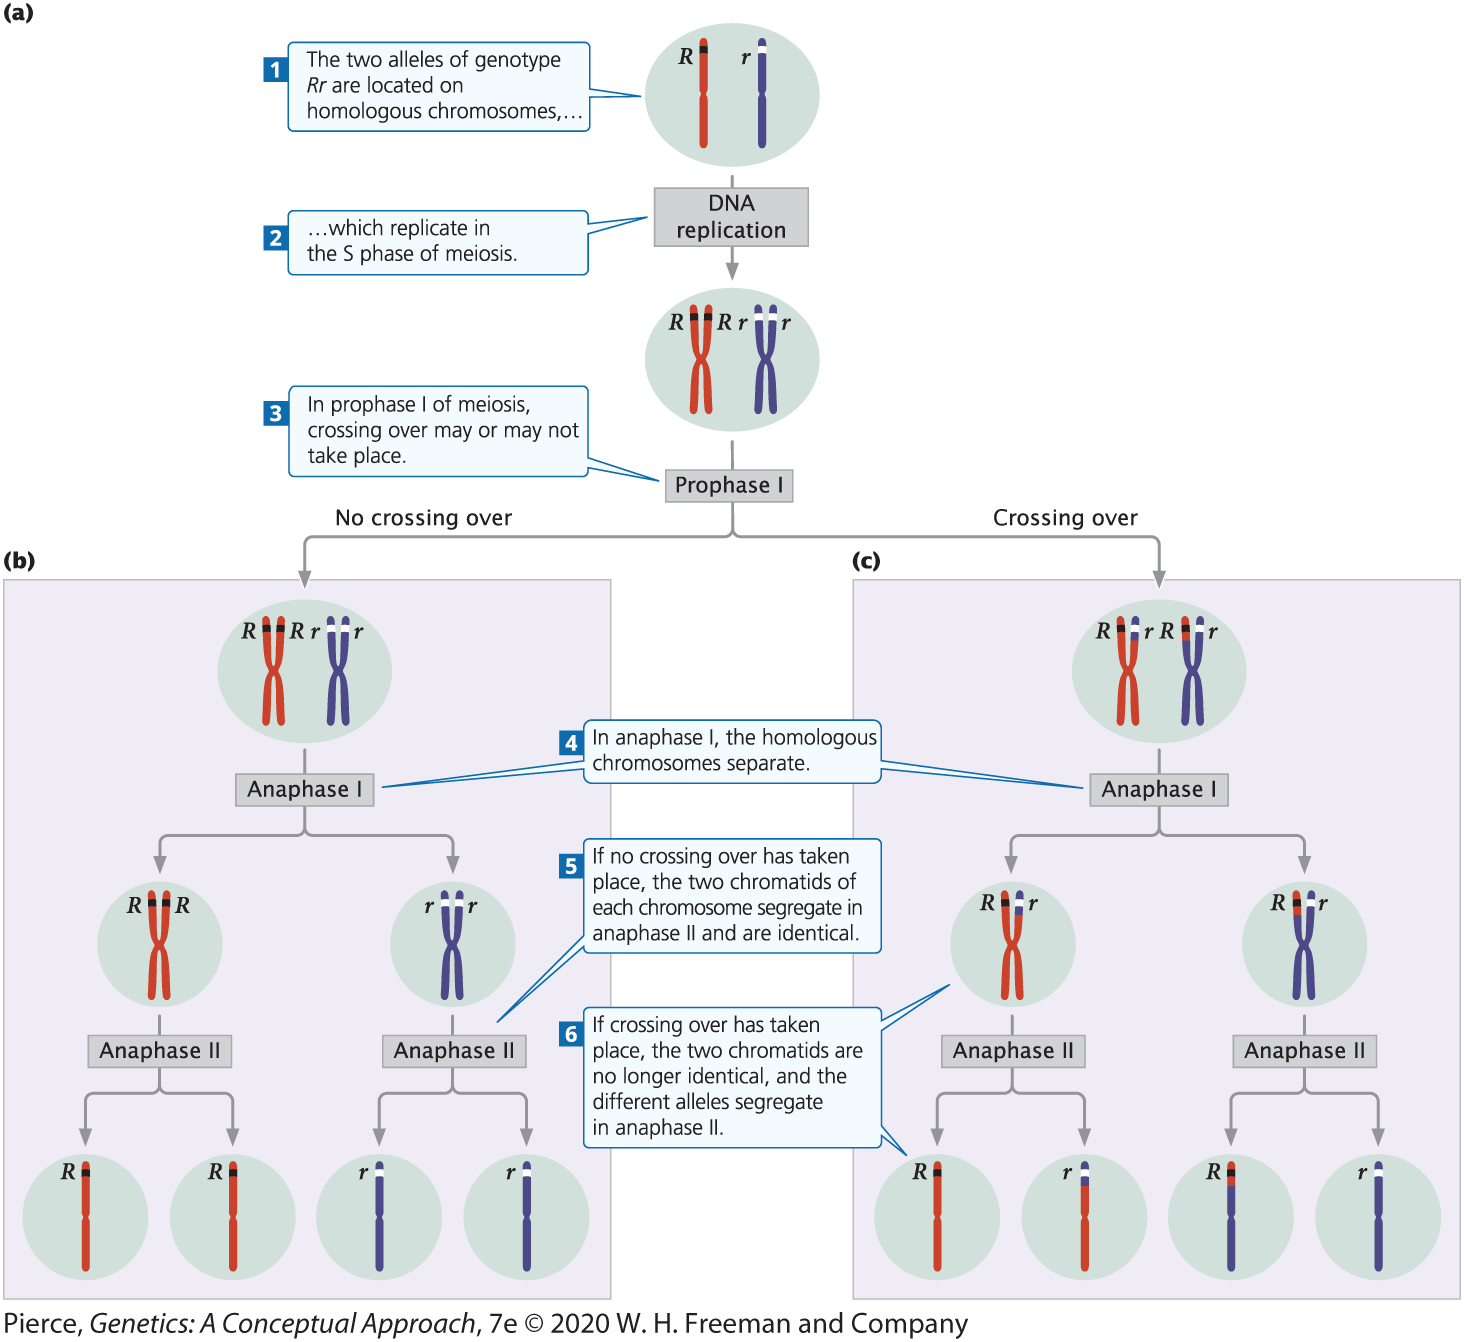 (a)
1
The two alleles of genotype
Rr are located on
homologous chromosomes,…
R r
DNA
replication
2
…which replicate in
the S phase of meiosis.
R R r r
3
In prophase I of meiosis,
crossing over may or may not
take place.
Prophase I
No crossing over
Crossing over
(b)
(c)
R R r r
R r R r
4
In anaphase I, the homologous
chromosomes separate.
Anaphase I
Anaphase I
5
If no crossing over has taken
place, the two chromatids of
each chromosome segregate in
anaphase II and are identical.
R R
r r
R r
R r
6
If crossing over has taken
place, the two chromatids are
no longer identical, and the
different alleles segregate
in anaphase II.
Anaphase II
Anaphase II
Anaphase II
Anaphase II
R
R
r
r
R
r
R
r
Pierce, Genetics: A Conceptual Approach, 7e © 2020 W. H. Freeman and Company